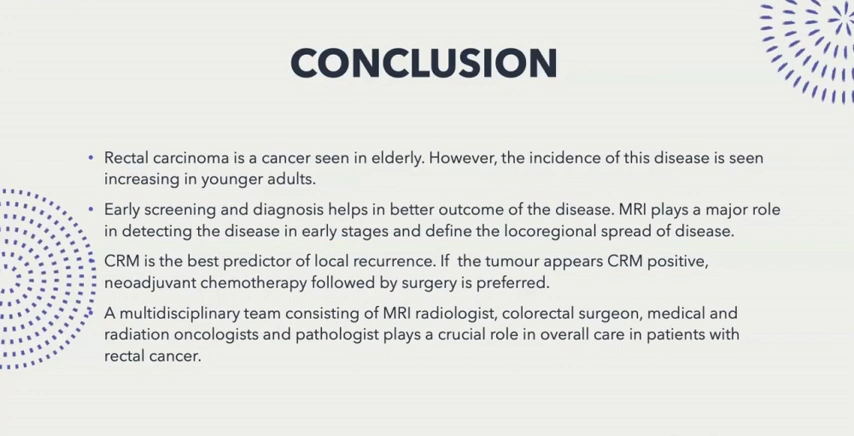 CONCLUSION
• Rectal carcinoma is a cancer seen in elderly. However, the incidence of this disease is seen
increasing in younger adults.
• Early screening and diagnosis helps in better outcome of the disease. MRI plays a major role
in detecting the disease in early stages and define the locoregional spread of disease.
• CRM is the best predictor of local recurrence. If the tumour appears CRM positive,
neoadjuvant chemotherapy followed by surgery is preferred.
• A multidisciplinary team consisting of MRI radiologist, colorectal surgeon, medical and
radiation oncologists and pathologist plays a crucial role in overall care in patients with
rectal cancer.